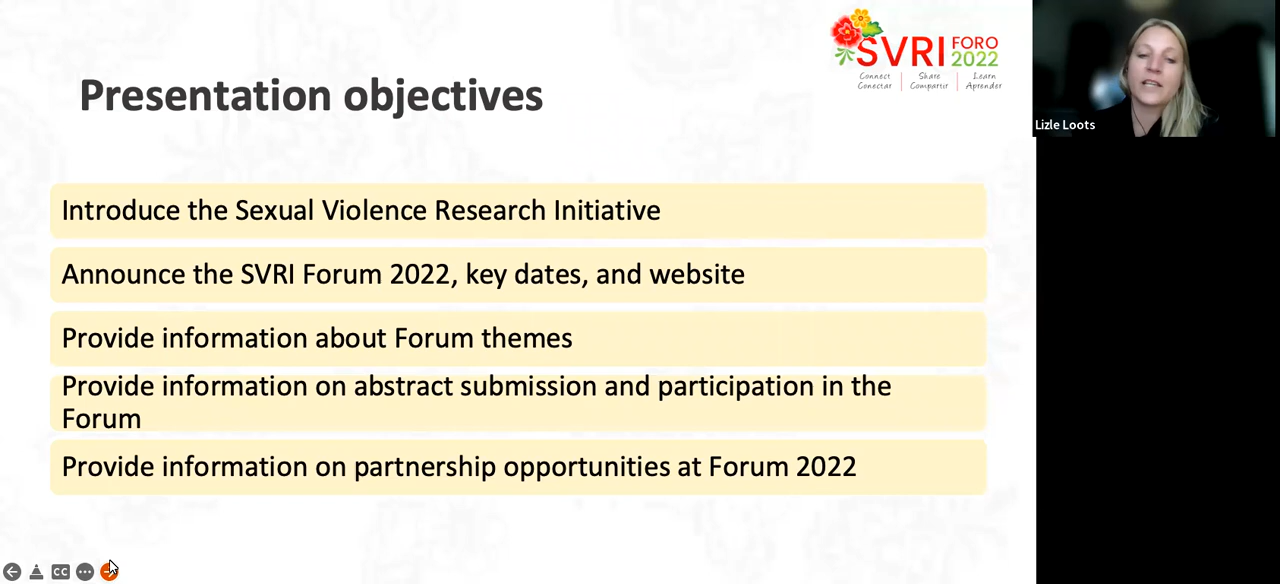 SVRI FORO
2022
Connect Share Learn
Conectar Compartir Aprender
Lizle Loots
Presentation objectives
Introduce the Sexual Violence Research Initiative
Announce the SVRI Forum 2022, key dates, and website
Provide information about Forum themes
Provide information on abstract submission and participation in the
Forum
Provide information on partnership opportunities at Forum 2022
CC